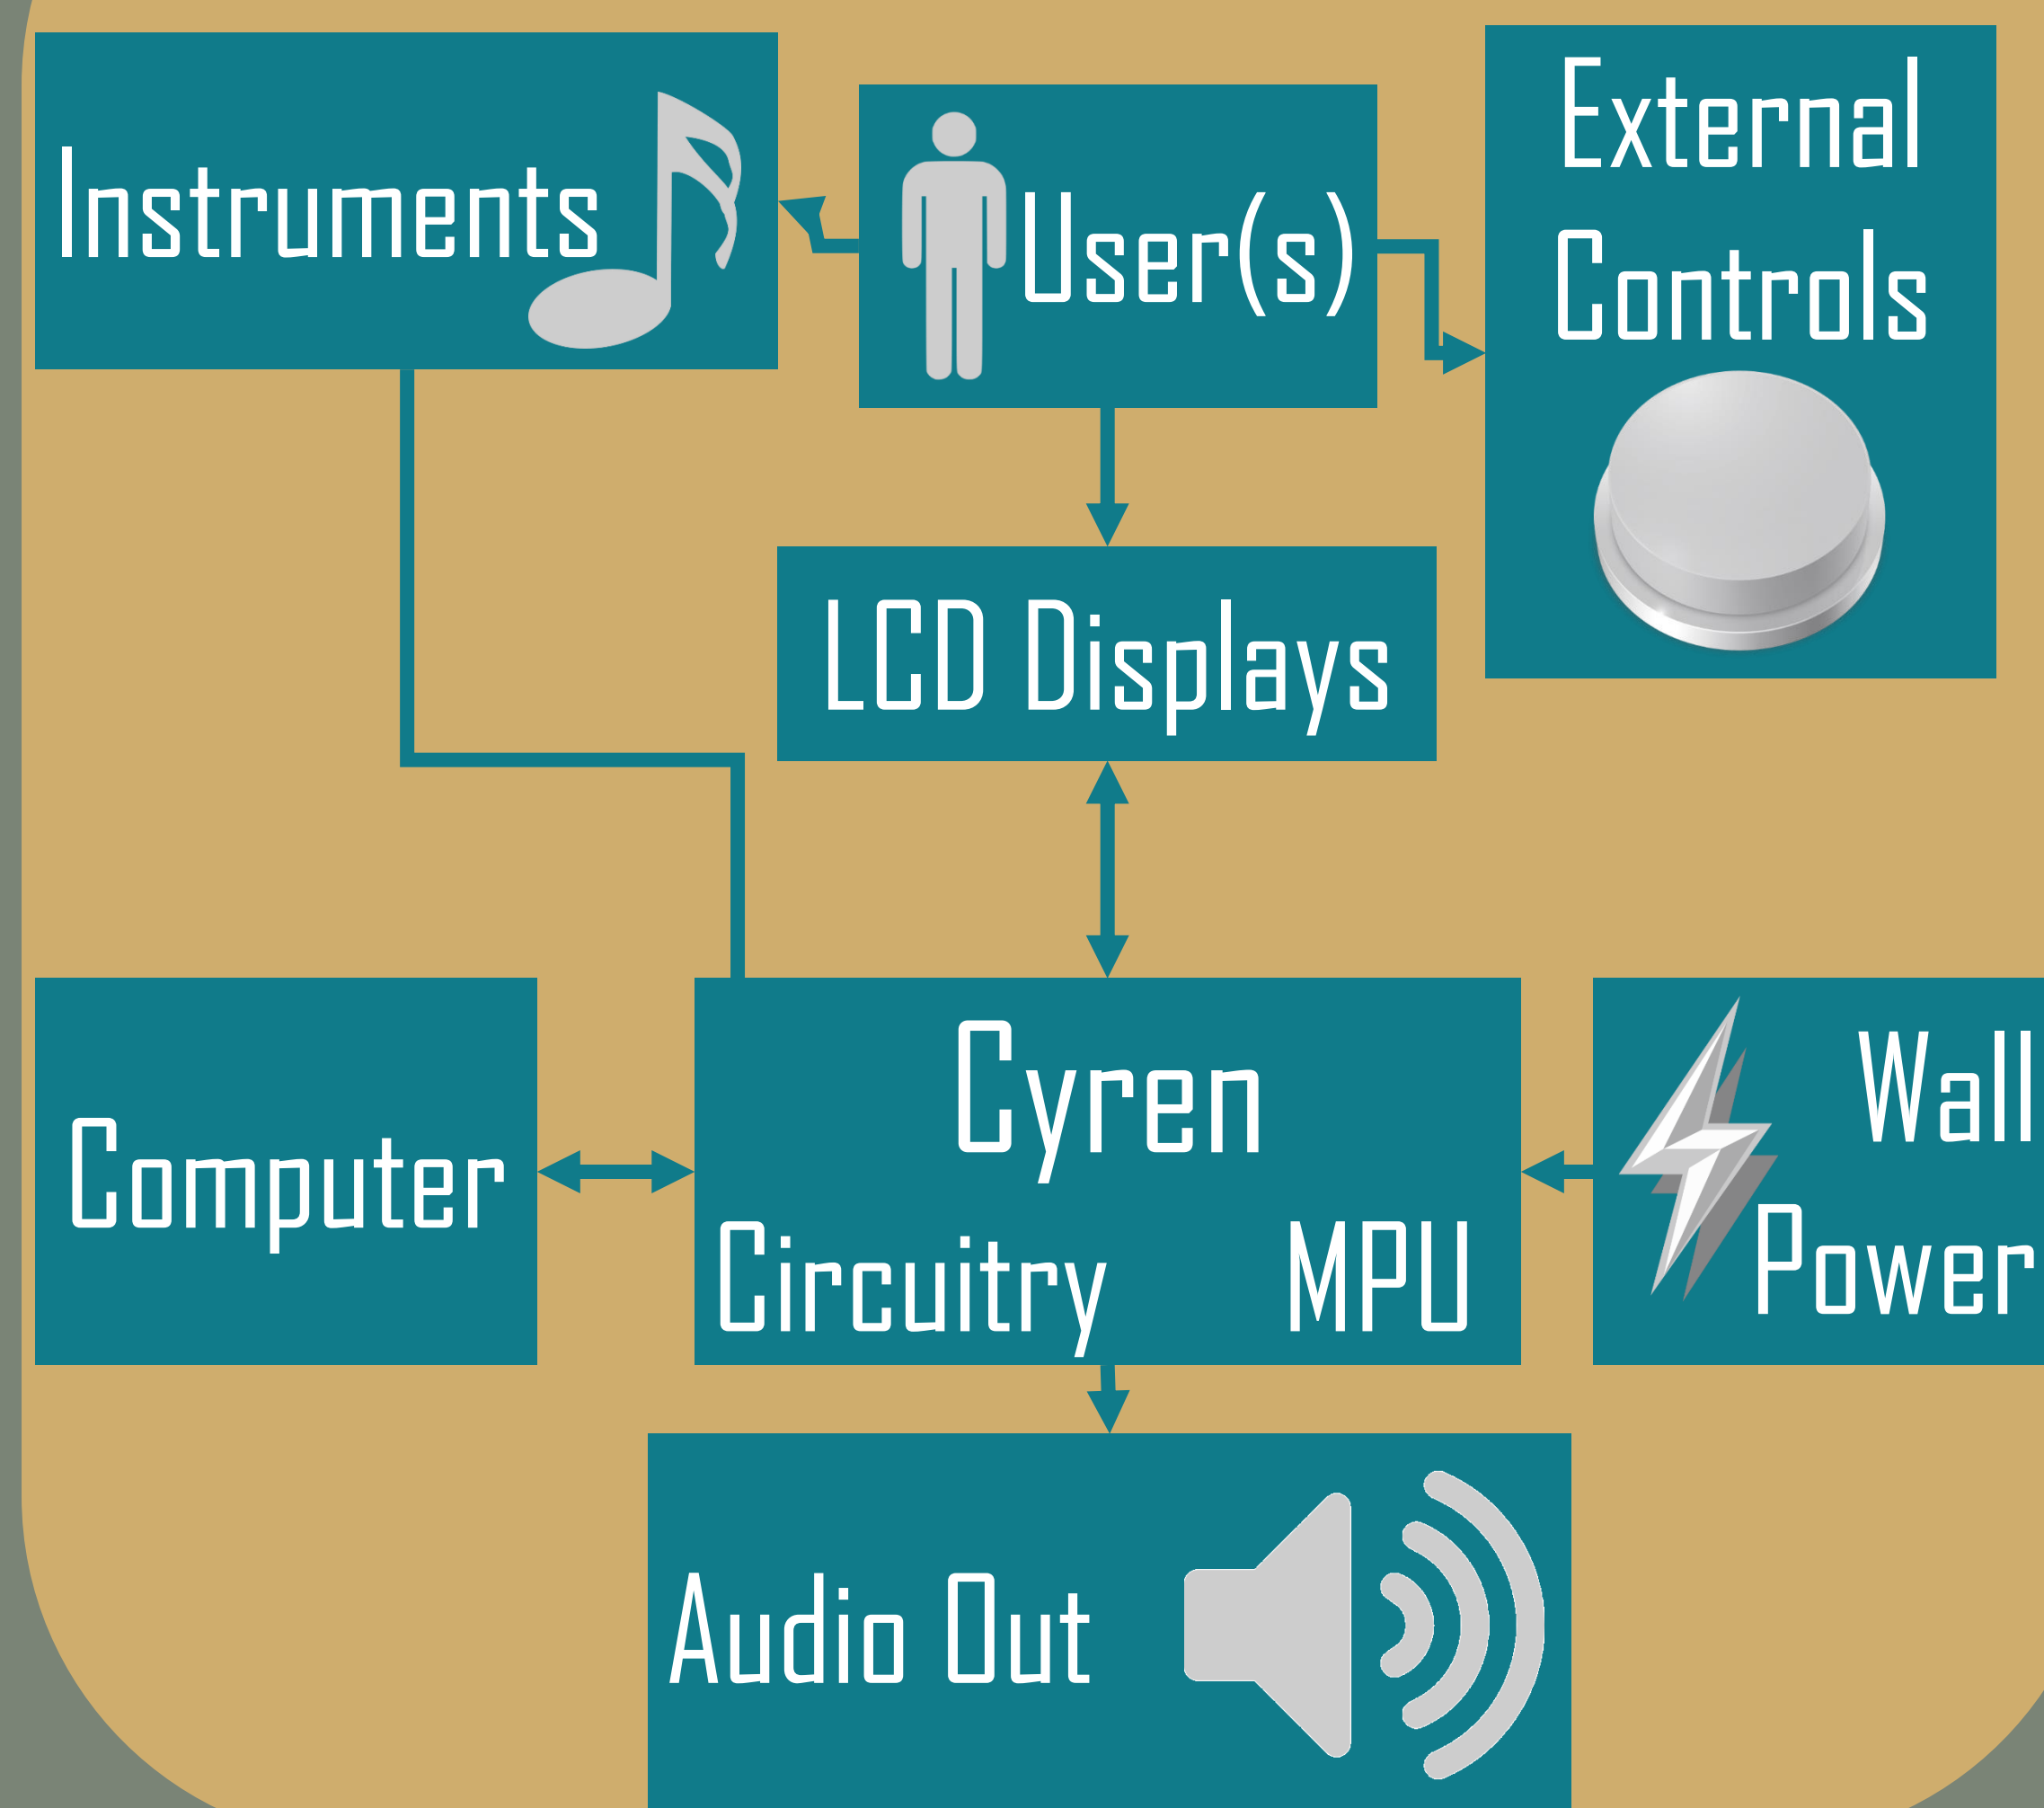 Instruments
User(s)
External
Controls
LCD Displays
Computer
Cyren
Circuitry MPU
Wall
Power
Audio Out